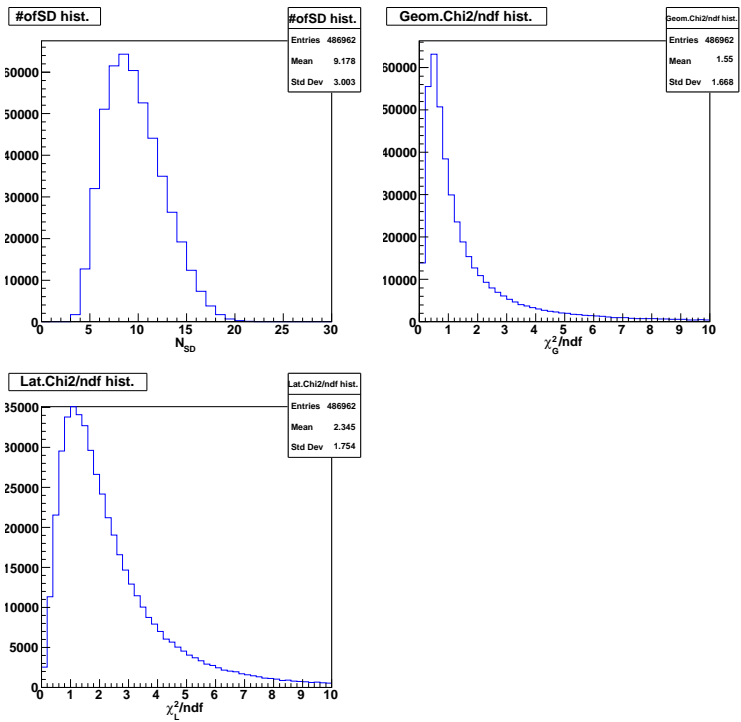 #ofSD hist.
#ofSD hist.
Entries 486962
Mean 9.178
Std Dev 3.003
60000
50000
40000
30000
20000
10000
0
0 5 10 15 20 25 30
N_SD
Geom.Chi2/ndf hist.
Geom.Chi2/ndf hist.
Entries 486962
Mean 1.55
Std Dev 1.668
60000
50000
40000
30000
20000
10000
0
0 1 2 3 4 5 6 7 8 9 10
χ²_G/ndf
Lat.Chi2/ndf hist.
Lat.Chi2/ndf hist.
Entries 486962
Mean 2.345
Std Dev 1.754
35000
30000
25000
20000
15000
10000
5000
0
0 1 2 3 4 5 6 7 8 9 10
χ²_L/ndf